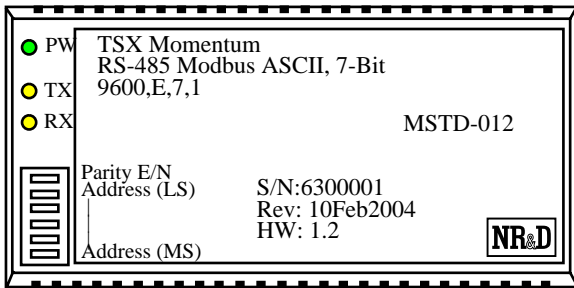 PW
TSX Momentum
RS-485 Modbus ASCII, 7-Bit
TX
9600,E,7,1
RX
MSTD-012
Parity E/N
Address (LS)
S/N:6300001
Rev: 10Feb2004
HW: 1.2
Address (MS)
NR&D